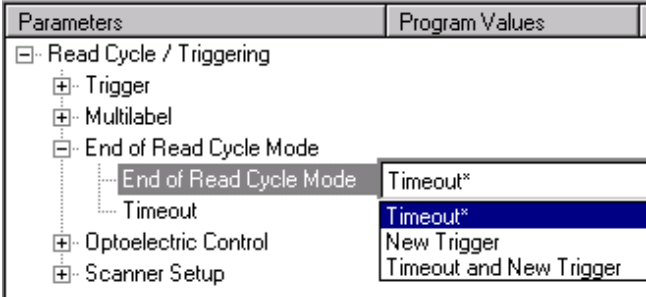 Parameters Program Values
Read Cycle / Triggering
Trigger
Multilabel
End of Read Cycle Mode
End of Read Cycle Mode Timeout*
Timeout Timeout*
Optoelectric Control New Trigger
Scanner Setup Timeout and New Trigger